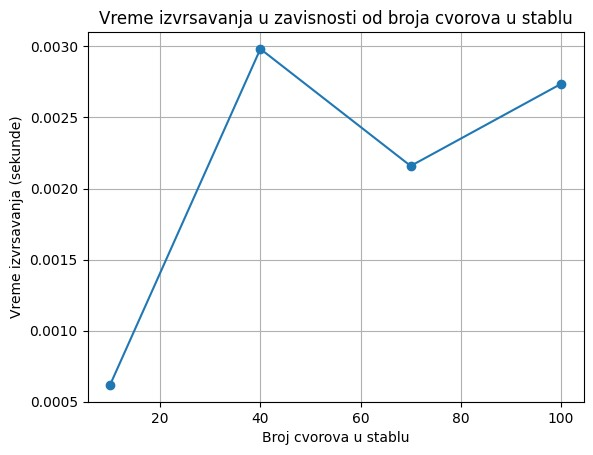 Vreme izvrsavanja u zavisnosti od broja cvorova u stablu
0.0030
0.0025
0.0020
0.0015
0.0010
0.0005
Vreme izvrsavanja (sekunde)
20 40 60 80 100
Broj cvorova u stablu